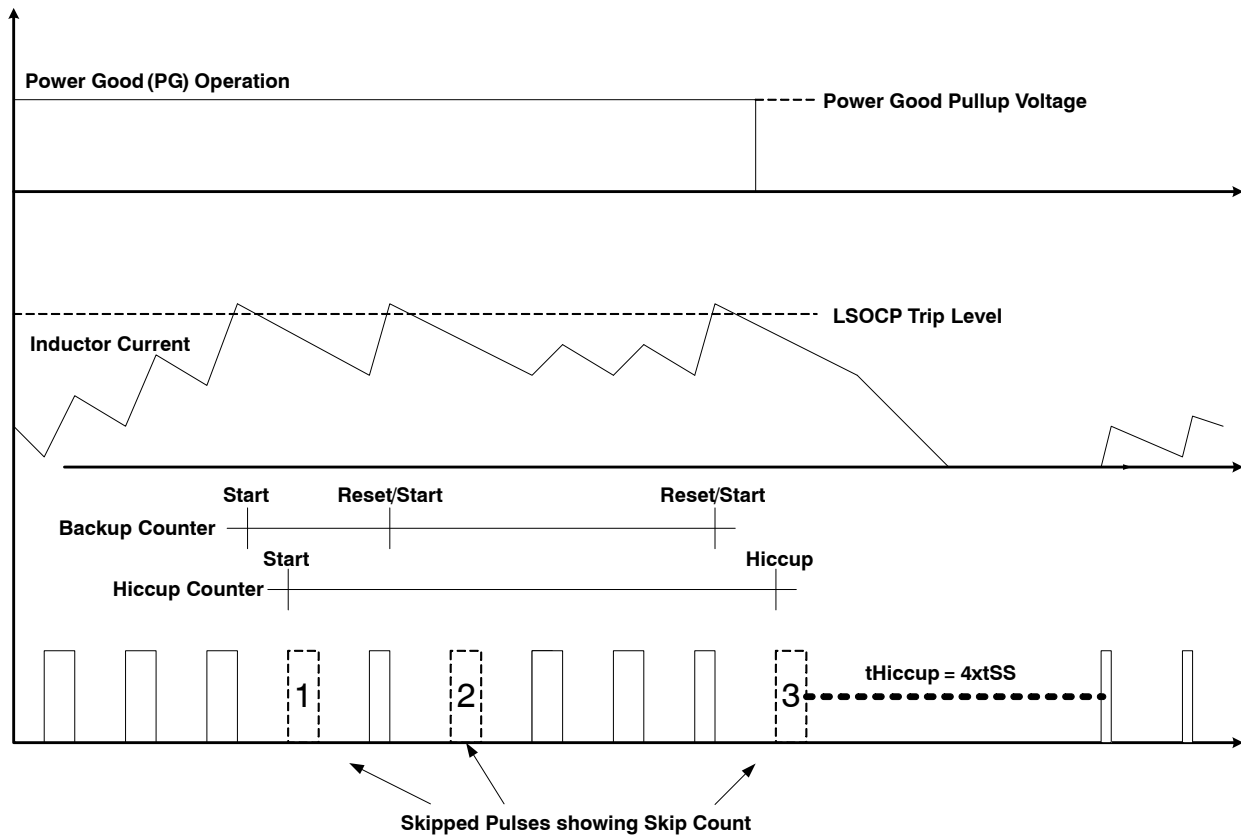 Power Good (PG) Operation
Power Good Pullup Voltage
LSOCP Trip Level
Inductor Current
Start
Reset/Start
Reset/Start
Backup Counter
Start
Hiccup
Hiccup Counter
1
2
3
tHiccup = 4xtSS
Skipped Pulses showing Skip Count